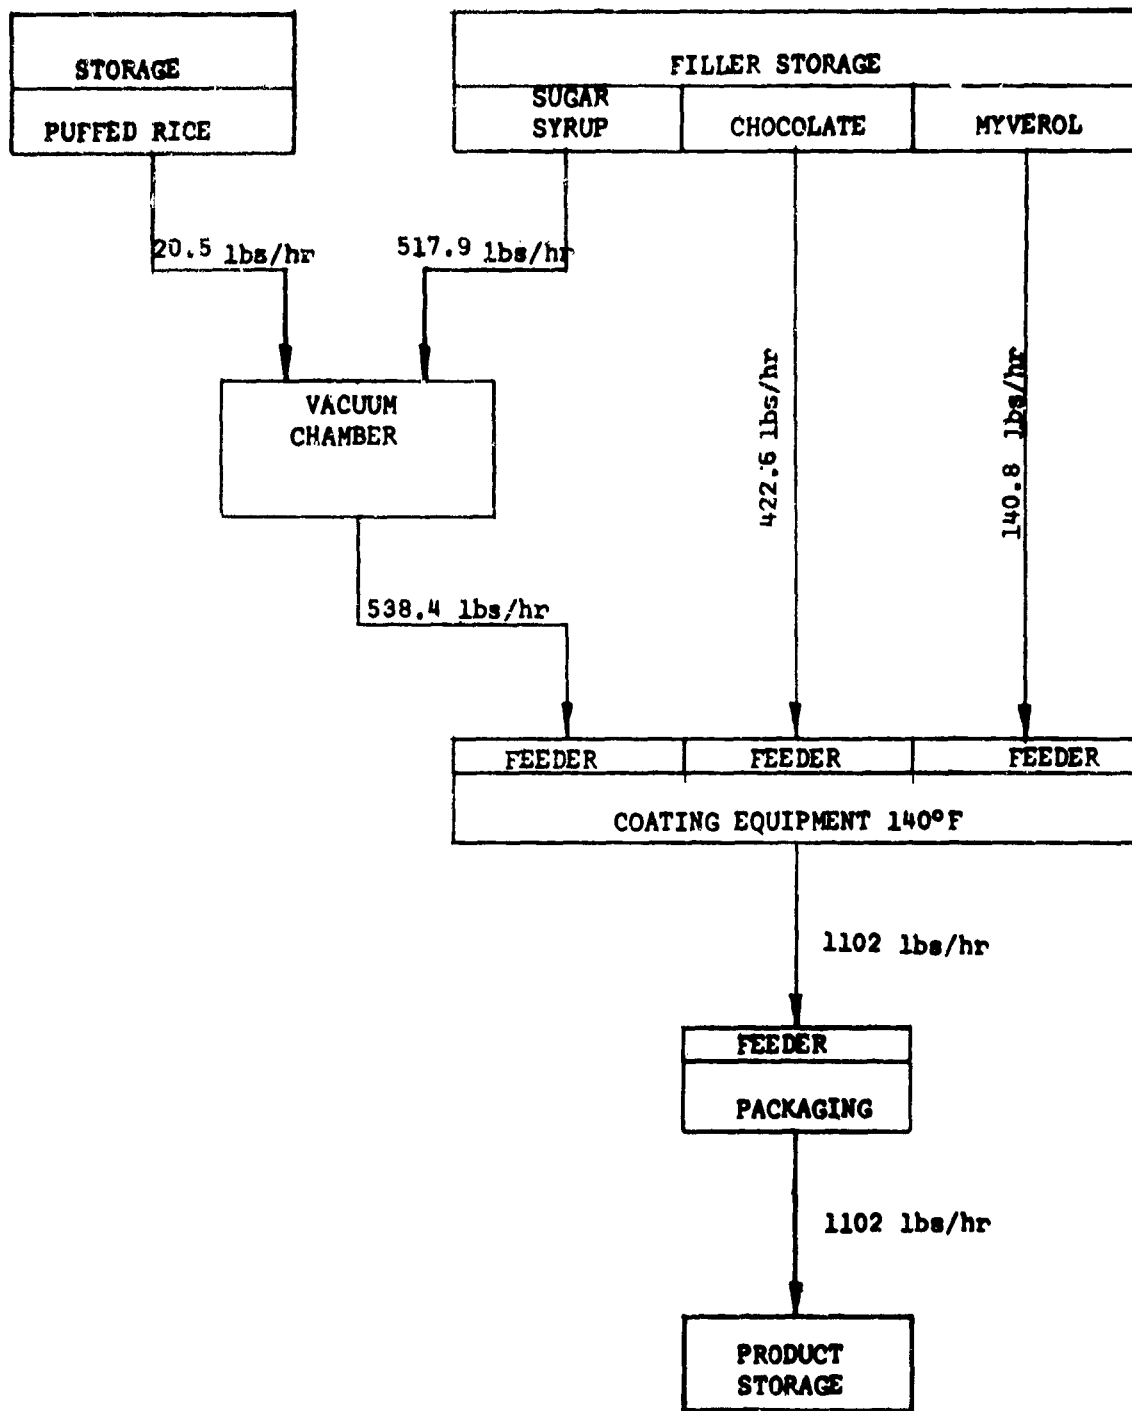 STORAGE
PUFFED RICE
FILLER STORAGE
SUGAR
SYRUP
CHOCOLATE
MYVEROL
20.5 lbs/hr
517.9 lbs/hr
VACUUM
CHAMBER
422.6 lbs/hr
140.8 lbs/hr
538.4 lbs/hr
FEEDER
FEEDER
FEEDER
COATING EQUIPMENT 140°F
1102 lbs/hr
FEEDER
PACKAGING
1102 lbs/hr
PRODUCT
STORAGE